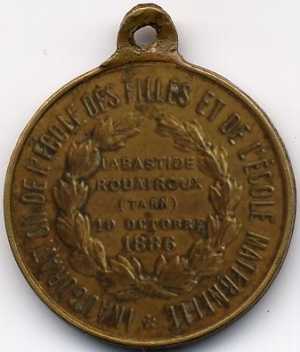 INAUGURATION DE L'ÉCOLE DES FILLES ET DE L'ÉCOLE MATERNELLE *
LABASTIDE
ROUAIROUX
(TARN)
10 OCTOBRE
1886